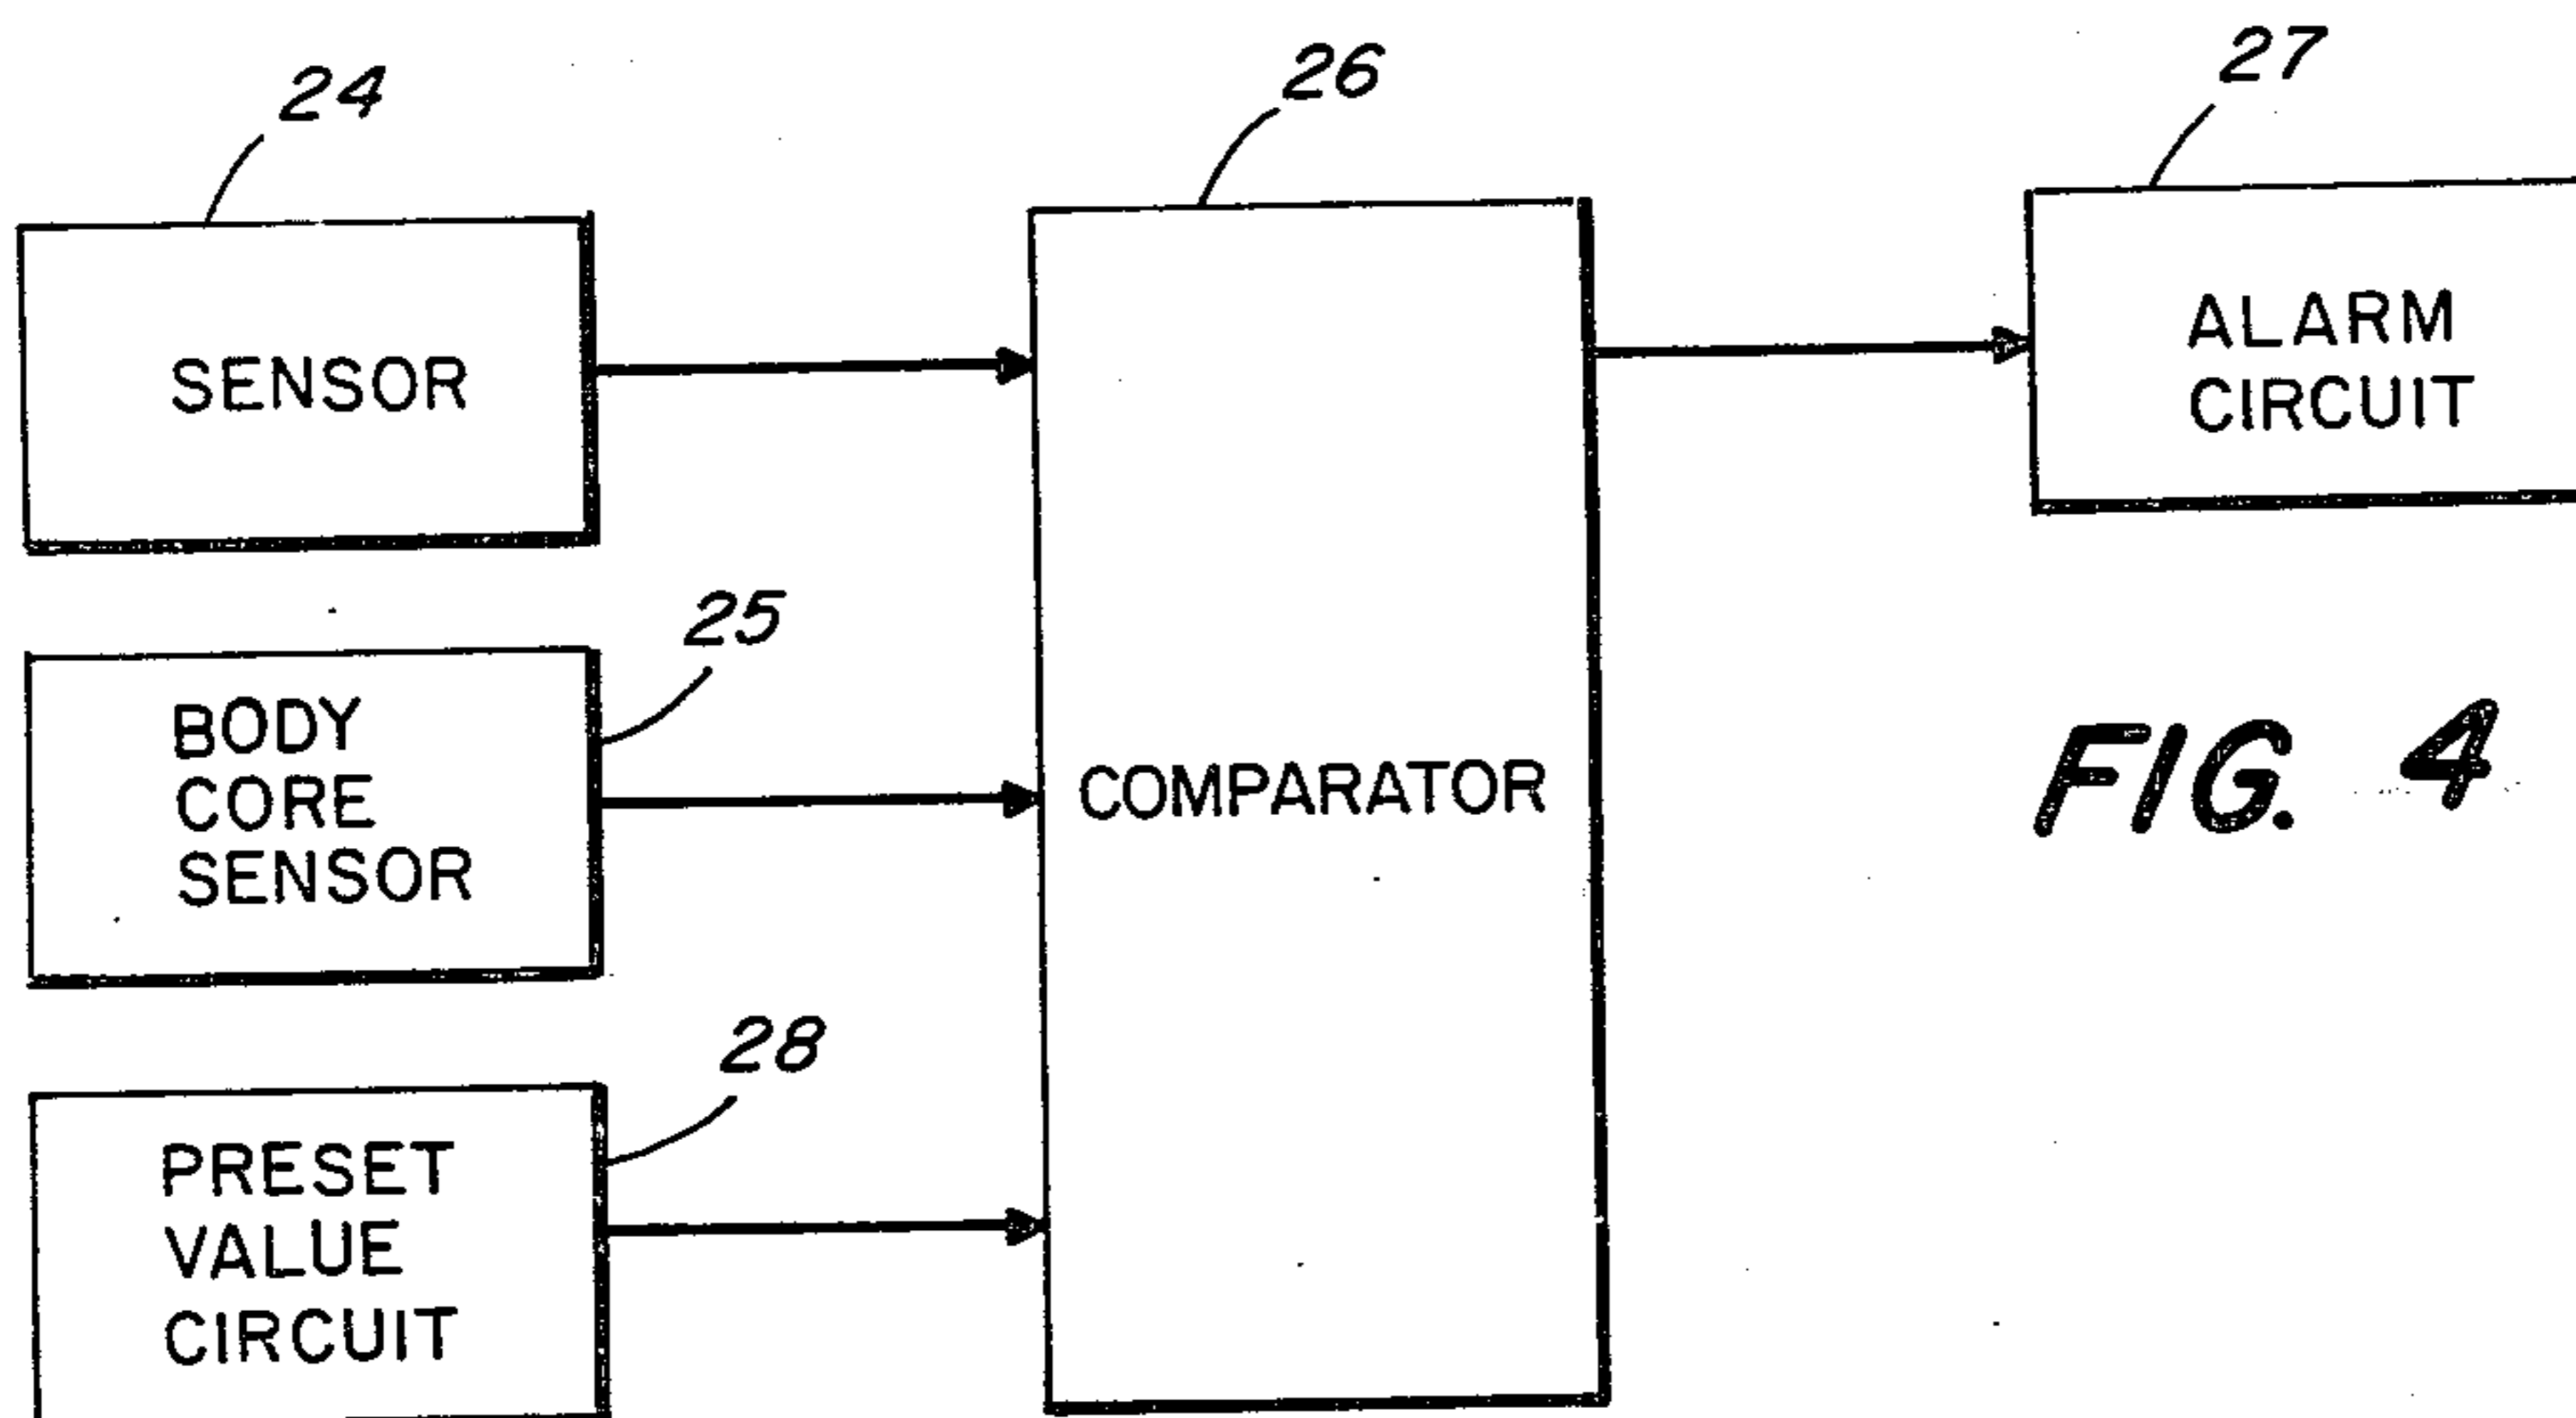 24
26
27
SENSOR
ALARM
CIRCUIT
25
BODY
CORE
SENSOR
COMPARATOR
FIG. 4
28
PRESET
VALUE
CIRCUIT